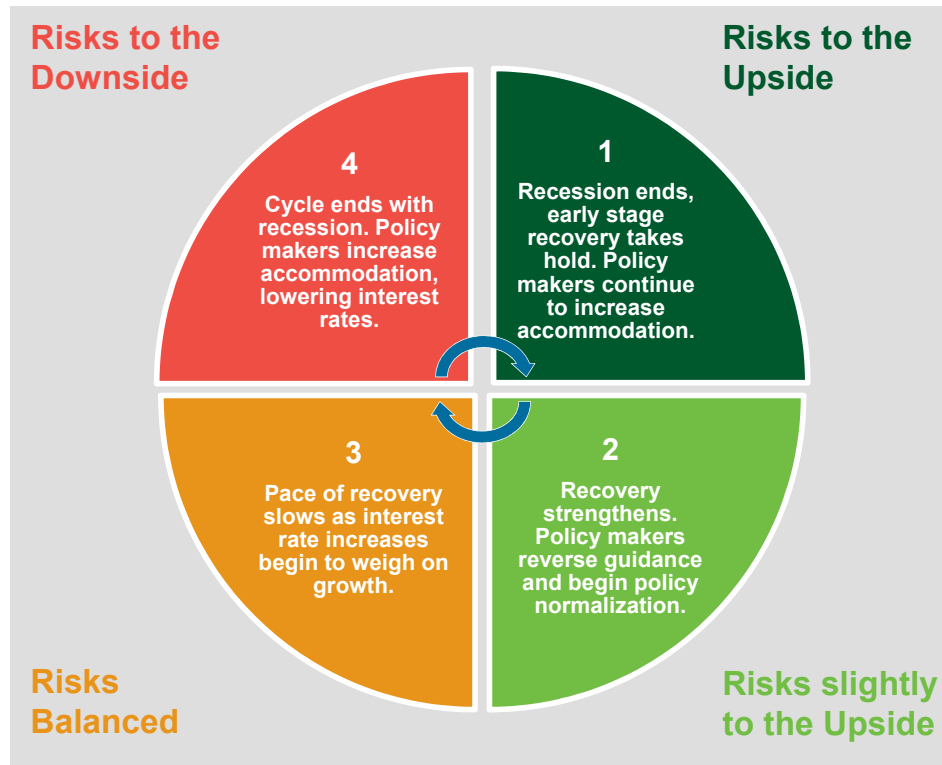 Risks to the
Downside
Risks to the
Upside
4
Cycle ends with
recession. Policy
makers increase
accommodation,
lowering interest
rates.
1
Recession ends,
early stage
recovery takes
hold. Policy
makers continue
to increase
accommodation.
3
Pace of recovery
slows as interest
rate increases
begin to weigh on
growth.
2
Recovery
strengthens.
Policy makers
reverse guidance
and begin policy
normalization.
Risks
Balanced
Risks slightly
to the Upside